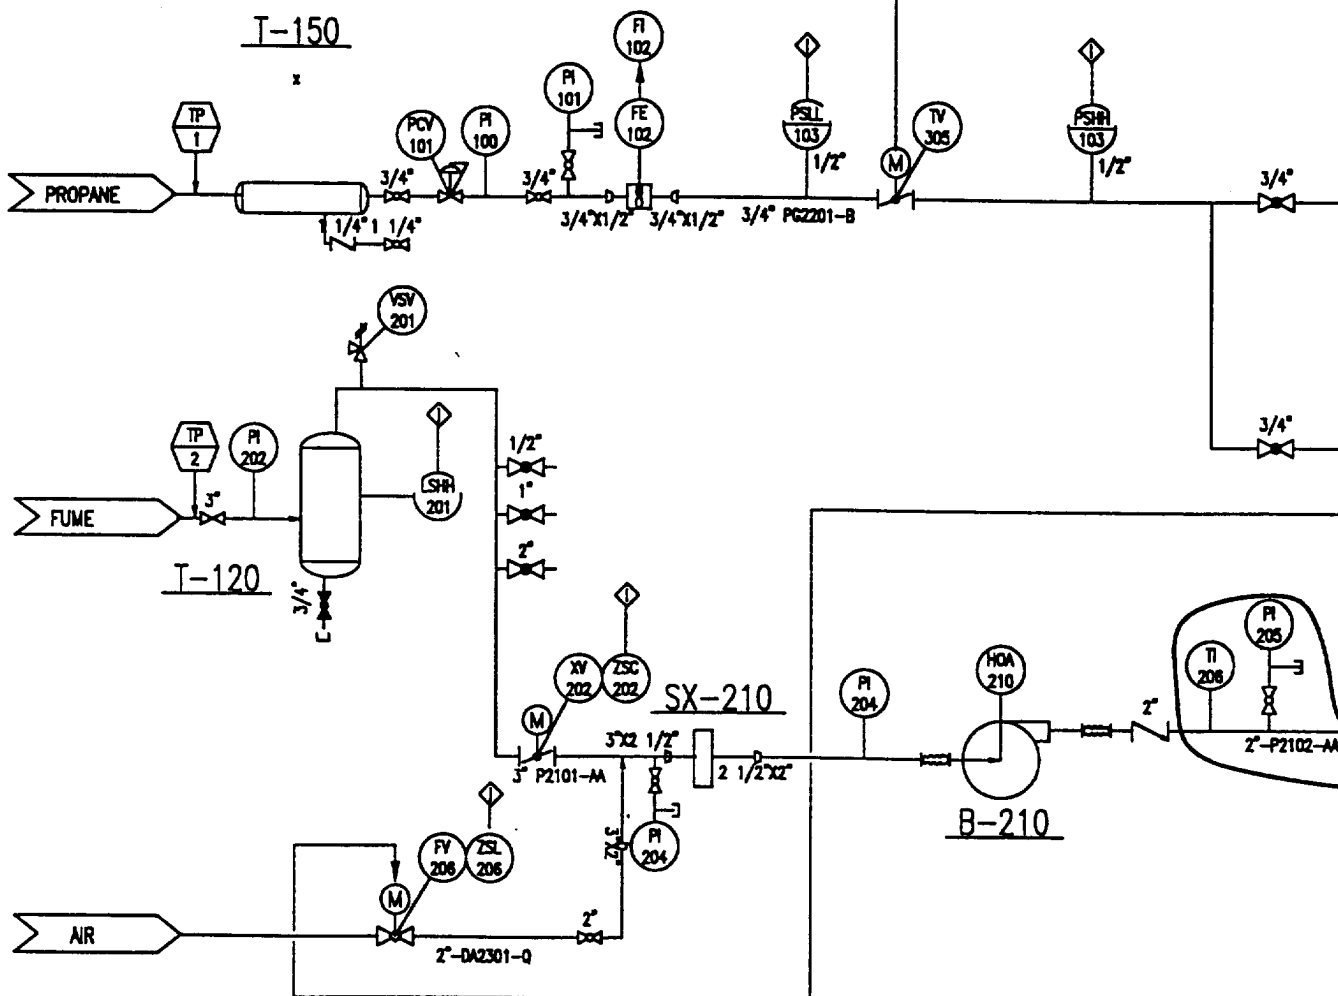 T-150
x
FI
102
TP
1
PCV
101
PI
100
PI
101
FE
102
PSLL
103
TV
305
PSHH
103
M
1/2"
1/2"
PROPANE
3/4"
3/4"
3/4"
3/4"X1/2"
3/4"X1/2"
3/4" PG2201-B
1 1/4"
1 1/4"
VSV
201
TP
2
PI
202
3"
FUME
LSHH
201
1/2"
1"
2"
3/4"
T-120
3/4"
XV
202
ZSC
202
SX-210
M
3"X2 1/2"
3" P2101-AA
2 1/2"X2"
PI
204
HOA
210
2"
TI
206
PI
205
2"-P2102-AA
B-210
3"X2"
PI
204
FV
206
ZSL
206
M
AIR
2"
2"-DA2301-Q